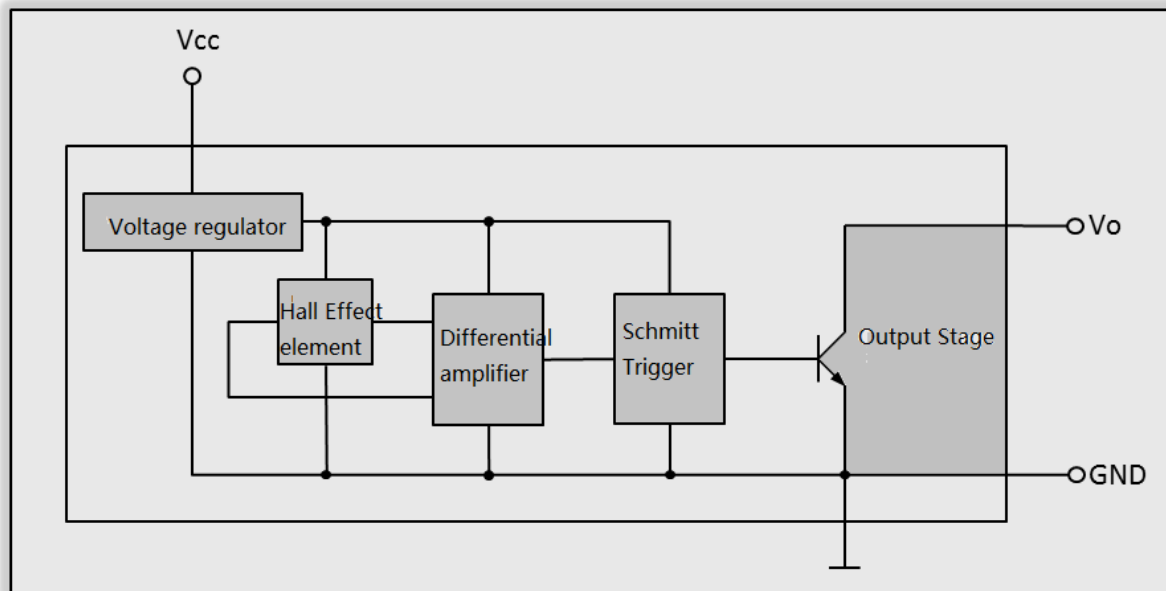 Vcc
Voltage regulator
Vo
Hall Effect
element
Differential
amplifier
Schmitt
Trigger
Output Stage
GND